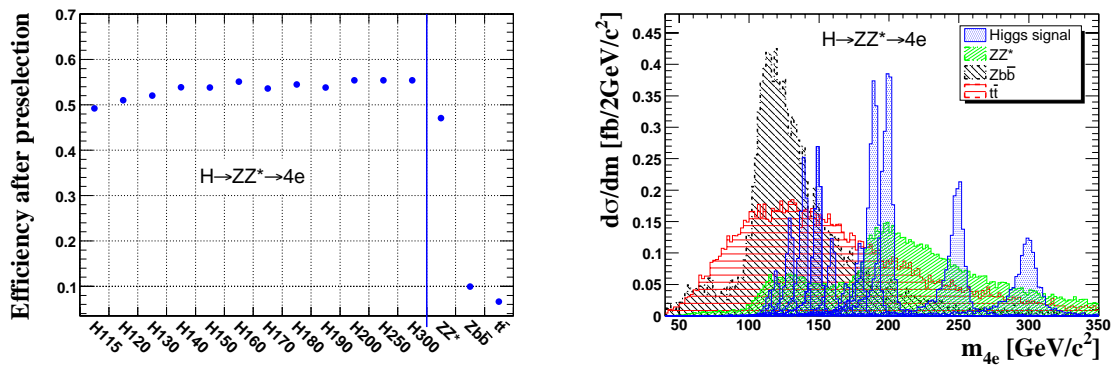 Efficiency after preselection
0.7
0.6
0.5
0.4
0.3
0.2
0.1
H→ZZ*→4e
H115
H120
H130
H140
H150
H160
H170
H180
H190
H200
H250
H300
ZZ*
Zbb̄
tt̄
dσ/dm [fb/2GeV/c²]
0.45
0.4
0.35
0.3
0.25
0.2
0.15
0.1
0.05
0
H→ZZ*→4e
Higgs signal
ZZ*
Zbb̄
tt̄
50
100
150
200
250
300
350
m₄ₑ [GeV/c²]